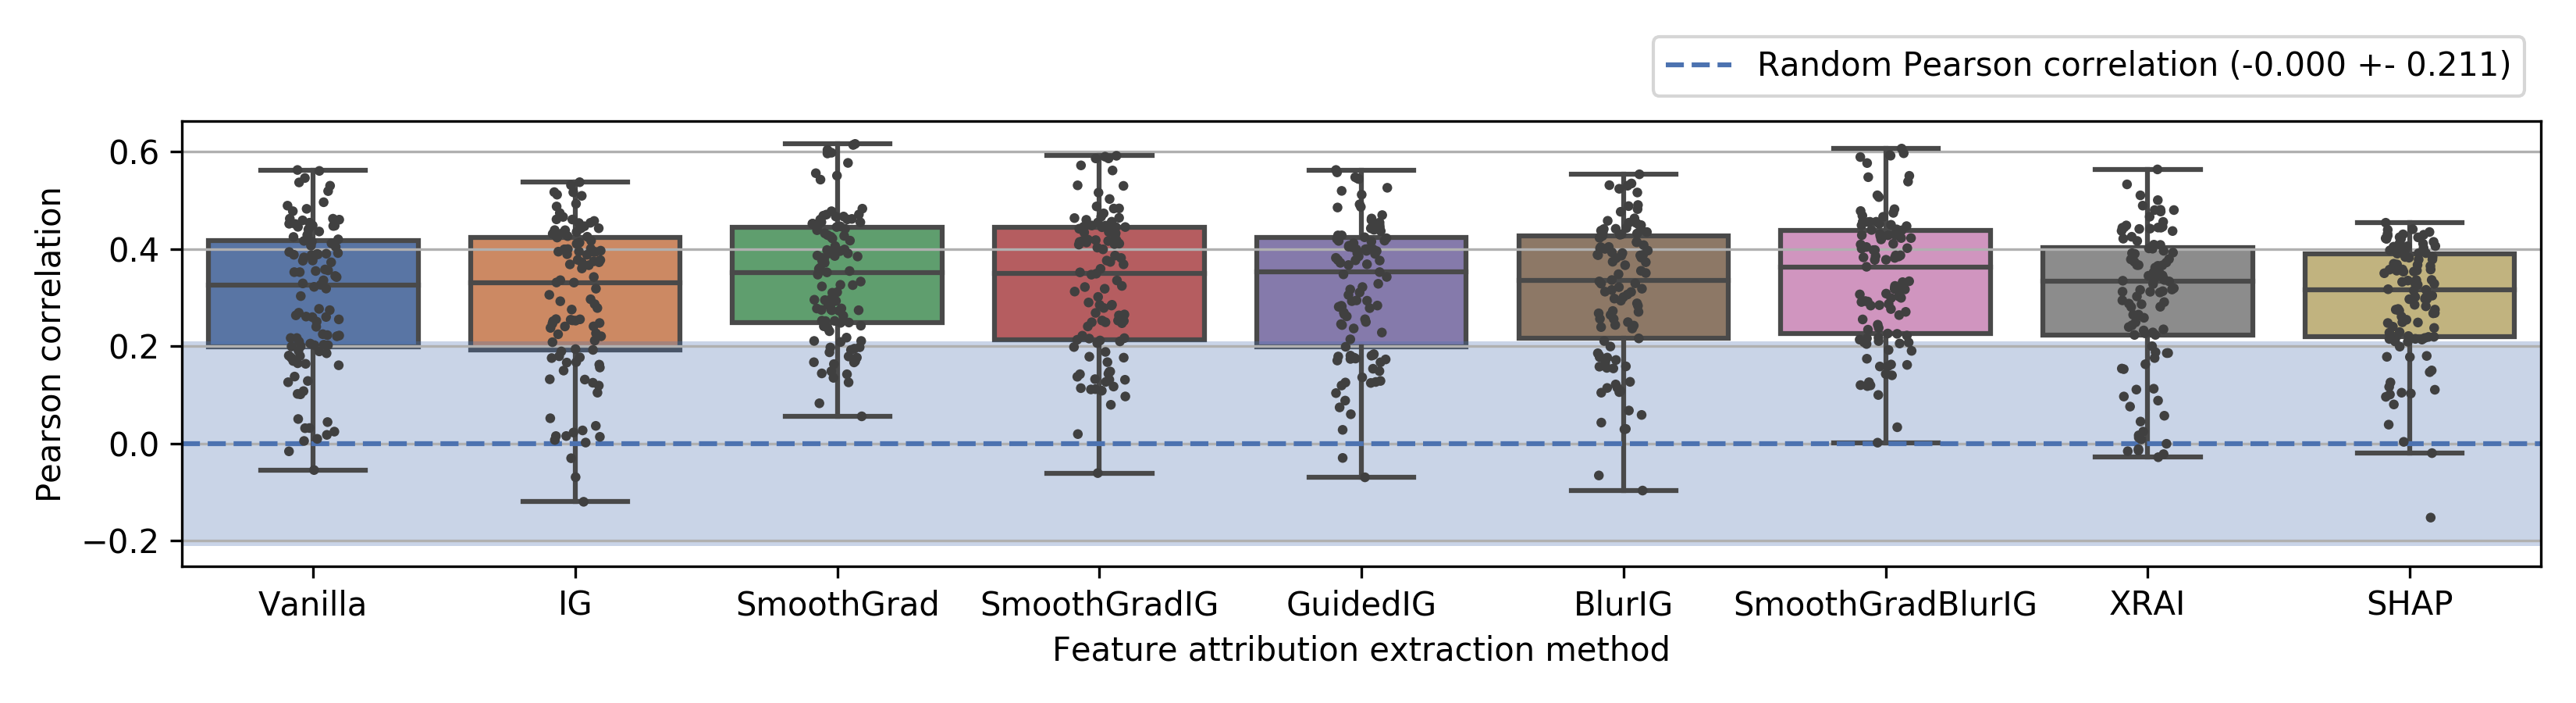 Random Pearson correlation (-0.000 +- 0.211)
Pearson correlation
0.6
0.4
0.2
0.0
−0.2
Vanilla IG SmoothGrad SmoothGradIG GuidedIG BlurIG SmoothGradBlurIG XRAI SHAP
Feature attribution extraction method